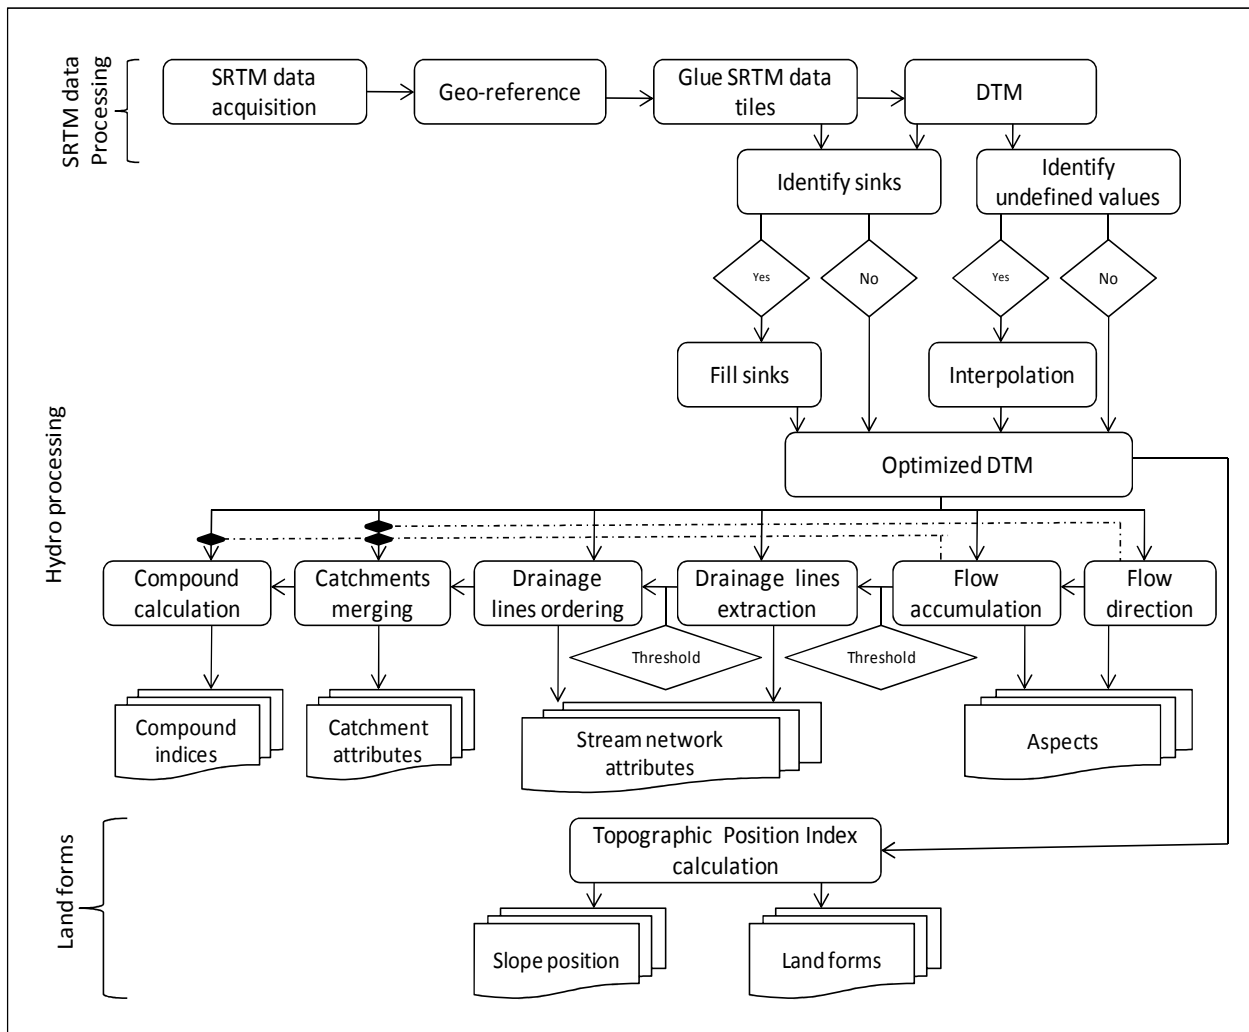 SRTM data
Processing
SRTM data
acquisition
Geo-reference
Glue SRTM data
tiles
DTM
Identify sinks
Identify
undefined values
Yes
No
Yes
No
Fill sinks
Interpolation
Hydro processing
Optimized DTM
Compound
calculation
Catchments
merging
Drainage
lines ordering
Drainage lines
extraction
Flow
accumulation
Flow
direction
Threshold
Threshold
Compound
indices
Catchment
attributes
Stream network
attributes
Aspects
Land forms
Topographic Position Index
calculation
Slope position
Land forms